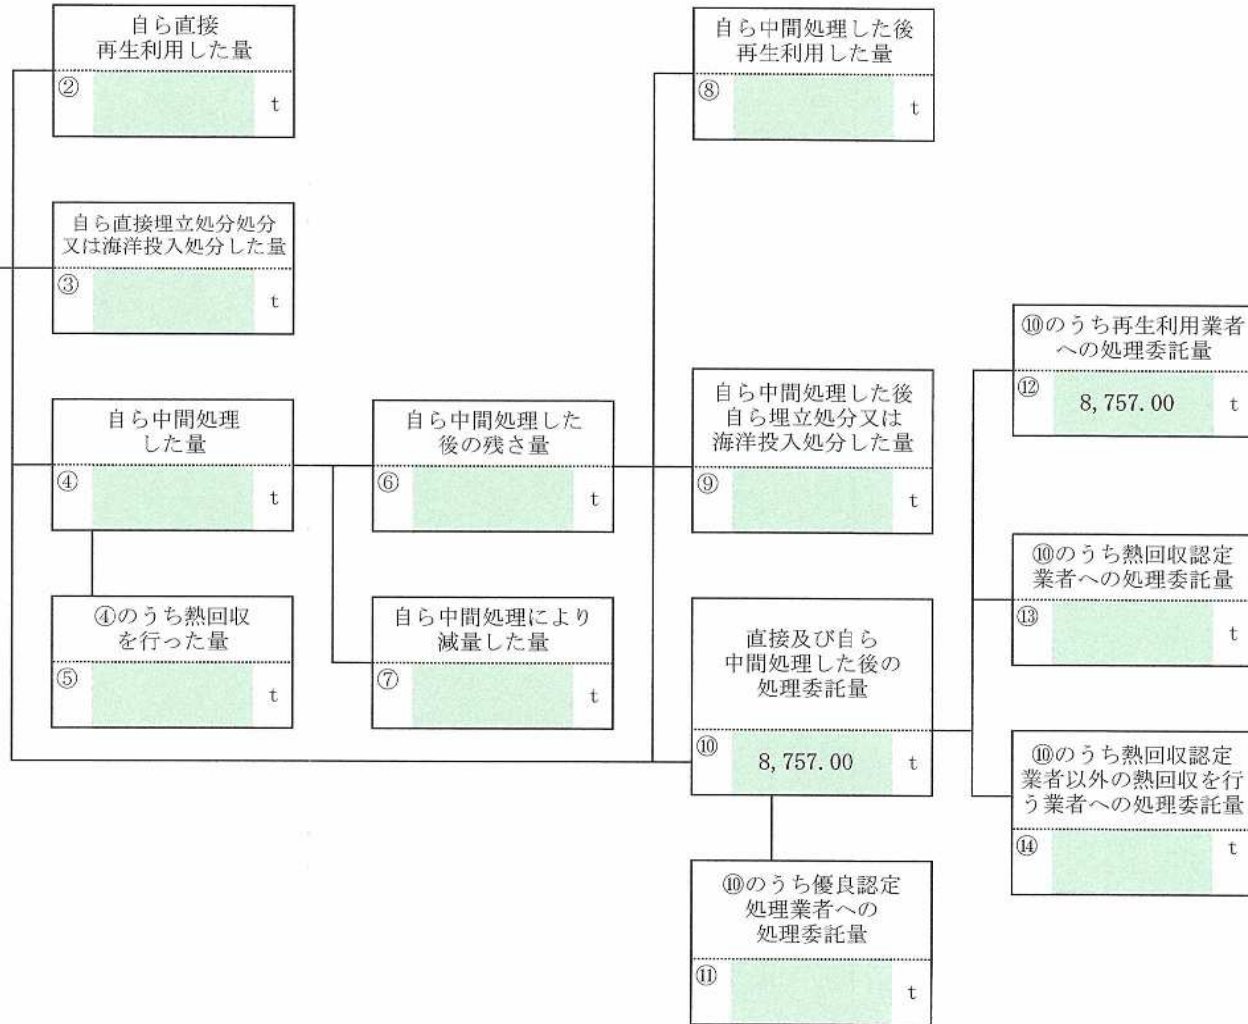 自ら直接
再生利用した量
②
t
自ら中間処理した後
再生利用した量
⑧
t
自ら直接埋立処分処分
又は海洋投入処分した量
③
t
⑩のうち再生利用業者
への処理委託量
⑫
8,757.00
t
自ら中間処理
した量
④
t
自ら中間処理した
後の残さ量
⑥
t
自ら中間処理した後
自ら埋立処分又は
海洋投入処分した量
⑨
t
⑩のうち熱回収認定
業者への処理委託量
⑬
t
④のうち熱回収
を行った量
⑤
t
自ら中間処理により
減量した量
⑦
t
直接及び自ら
中間処理した後の
処理委託量
⑩
8,757.00
t
⑩のうち熱回収認定
業者以外の熱回収を行
う業者への処理委託量
⑭
t
⑩のうち優良認定
処理業者への
処理委託量
⑪
t